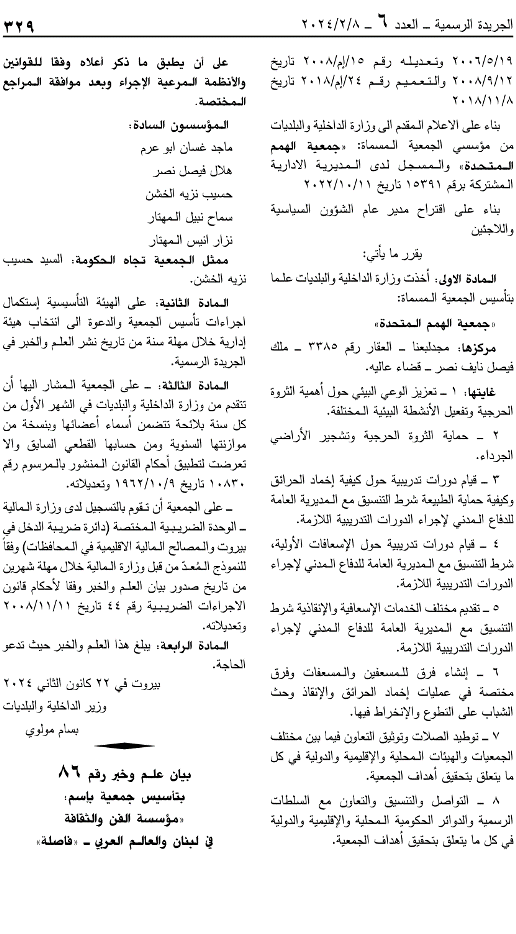 الجريدة الرسمية ــ العدد ٦ ــ ٢٠٢٤/٢/٨
٣٢٩
٢٠٠٦/٥/١٩ وتعديله رقم ١٥/إم/٢٠٠٨ تاريخ
٢٠٠٨/٩/١٢ والتعميم رقم ٢٤/إم/٢٠١٨ تاريخ
٢٠١٨/١١/٨
بناء على الاعلام المقدم الى وزارة الداخلية والبلديات
من مؤسسي الجمعية المسماة: «جمعية الهمم
المتحدة» والمسجل لدى المديرية الادارية
المشتركة برقم ١٥٣٩١ تاريخ ٢٠٢٢/١٠/١١
بناء على اقتراح مدير عام الشؤون السياسية
واللاجئين
يقرر ما يأتي:
المادة الاولى: أخذت وزارة الداخلية والبلديات علما
بتأسيس الجمعية المسماة:
«جمعية الهمم المتحدة»
مركزها: مجدلبعنا ــ العقار رقم ٣٣٨٥ ــ ملك
فيصل نايف نصر ــ قضاء عاليه.
غايتها: ١ ــ تعزيز الوعي البيئي حول أهمية الثروة
الحرجية وتفعيل الأنشطة البيئية المختلفة.
٢ ــ حماية الثروة الحرجية وتشجير الأراضي
الجرداء.
٣ ــ قيام دورات تدريبية حول كيفية إخماد الحرائق
وكيفية حماية الطبيعة شرط التنسيق مع المديرية العامة
للدفاع المدني لإجراء الدورات التدريبية اللازمة.
٤ ــ قيام دورات تدريبية حول الإسعافات الأولية،
شرط التنسيق مع المديرية العامة للدفاع المدني لإجراء
الدورات التدريبية اللازمة.
٥ ــ تقديم مختلف الخدمات الإسعافية والإنقاذية شرط
التنسيق مع المديرية العامة للدفاع المدني لإجراء
الدورات التدريبية اللازمة.
٦ ــ إنشاء فرق للمسعفين والمسعفات وفرق
مختصة في عمليات إخماد الحرائق والإنقاذ وحث
الشباب على التطوع والإنخراط فيها.
٧ ــ توطيد الصلات وتوثيق التعاون فيما بين مختلف
الجمعيات والهيئات المحلية والإقليمية والدولية في كل
ما يتعلق بتحقيق أهداف الجمعية.
٨ ــ التواصل والتنسيق والتعاون مع السلطات
الرسمية والدوائر الحكومية المحلية والإقليمية والدولية
في كل ما يتعلق بتحقيق أهداف الجمعية.
على أن يطبق ما ذكر أعلاه وفقا للقوانين
والأنظمة المرعية الإجراء وبعد موافقة المراجع
المختصة.
المؤسسون السادة:
ماجد غسان ابو عرم
هلال فيصل نصر
حسيب نزيه الخشن
سماح نبيل المهتار
نزار انيس المهتار
ممثل الجمعية تجاه الحكومة: السيد حسيب
نزيه الخشن.
المادة الثانية: على الهيئة التأسيسية إستكمال
اجراءات تأسيس الجمعية والدعوة الى انتخاب هيئة
إدارية خلال مهلة سنة من تاريخ نشر العلم والخبر في
الجريدة الرسمية.
المادة الثالثة: ــ على الجمعية المشار اليها أن
تتقدم من وزارة الداخلية والبلديات في الشهر الأول من
كل سنة بلائحة تتضمن أسماء أعضائها وبنسخة من
موازنتها السنوية ومن حسابها القطعي السابق والا
تعرضت لتطبيق أحكام القانون المنشور بالمرسوم رقم
١٠٨٣٠ تاريخ ١٩٦٢/١٠/٩ وتعديلاته.
ــ على الجمعية أن تقوم بالتسجيل لدى وزارة المالية
ــ الوحدة الضريبية المختصة (دائرة ضريبة الدخل في
بيروت والمصالح المالية الاقليمية في المحافظات) وفقاً
للنموذج المُعدّ من قبل وزارة المالية خلال مهلة شهرين
من تاريخ صدور بيان العلم والخبر وفقا لأحكام قانون
الاجراءات الضريبية رقم ٤٤ تاريخ ٢٠٠٨/١١/١١
وتعديلاته.
المادة الرابعة: يبلغ هذا العلم والخبر حيث تدعو
الحاجة.
بيروت في ٢٢ كانون الثاني ٢٠٢٤
وزير الداخلية والبلديات
بسام مولوي
بيان علم وخبر رقم ٨٦
بتأسيس جمعية بإسم:
«مؤسسة الفن والثقافة
في لبنان والعالم العربي ــ «فاصلة»